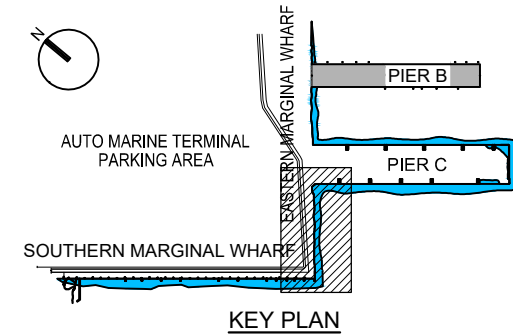 N
PIER B
EASTERN MARGINAL WHARF
AUTO MARINE TERMINAL
PARKING AREA
PIER C
SOUTHERN MARGINAL WHARF
KEY PLAN